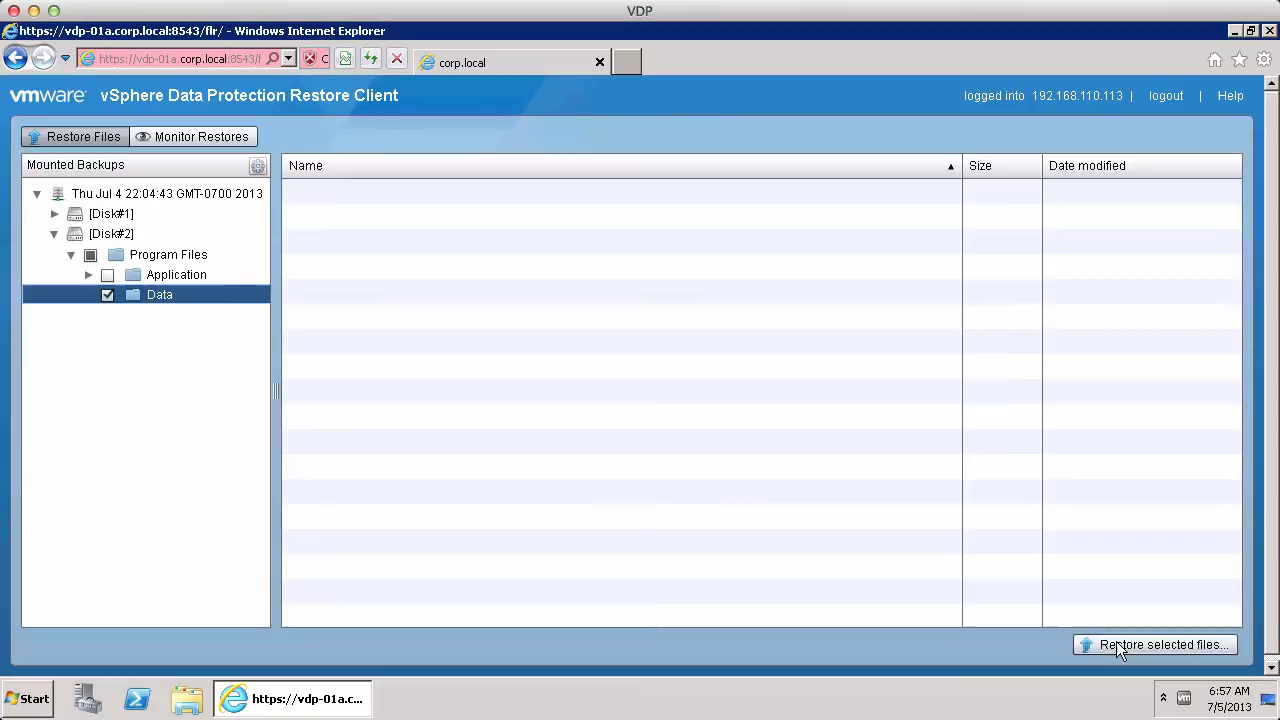 VDP
https://vdp-01a.corp.local:8543/flr/ - Windows Internet Explorer
https://vdp-01a.corp.local:8543/f
C
corp.local
vmware
vSphere Data Protection Restore Client
logged into 192.168.110.113 | logout | Help
Restore Files
Monitor Restores
Mounted Backups
Name
Size
Date modified
Thu Jul 4 22:04:43 GMT-0700 2013
[Disk#1]
[Disk#2]
Program Files
Application
Data
Restore selected files...
Start
https://vdp-01a.c...
vm
6:57 AM
7/5/2013